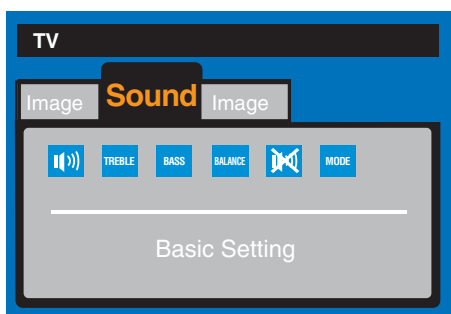 TV
Image Sound Image
TREBLE BASS BALANCE MODE
Basic Setting